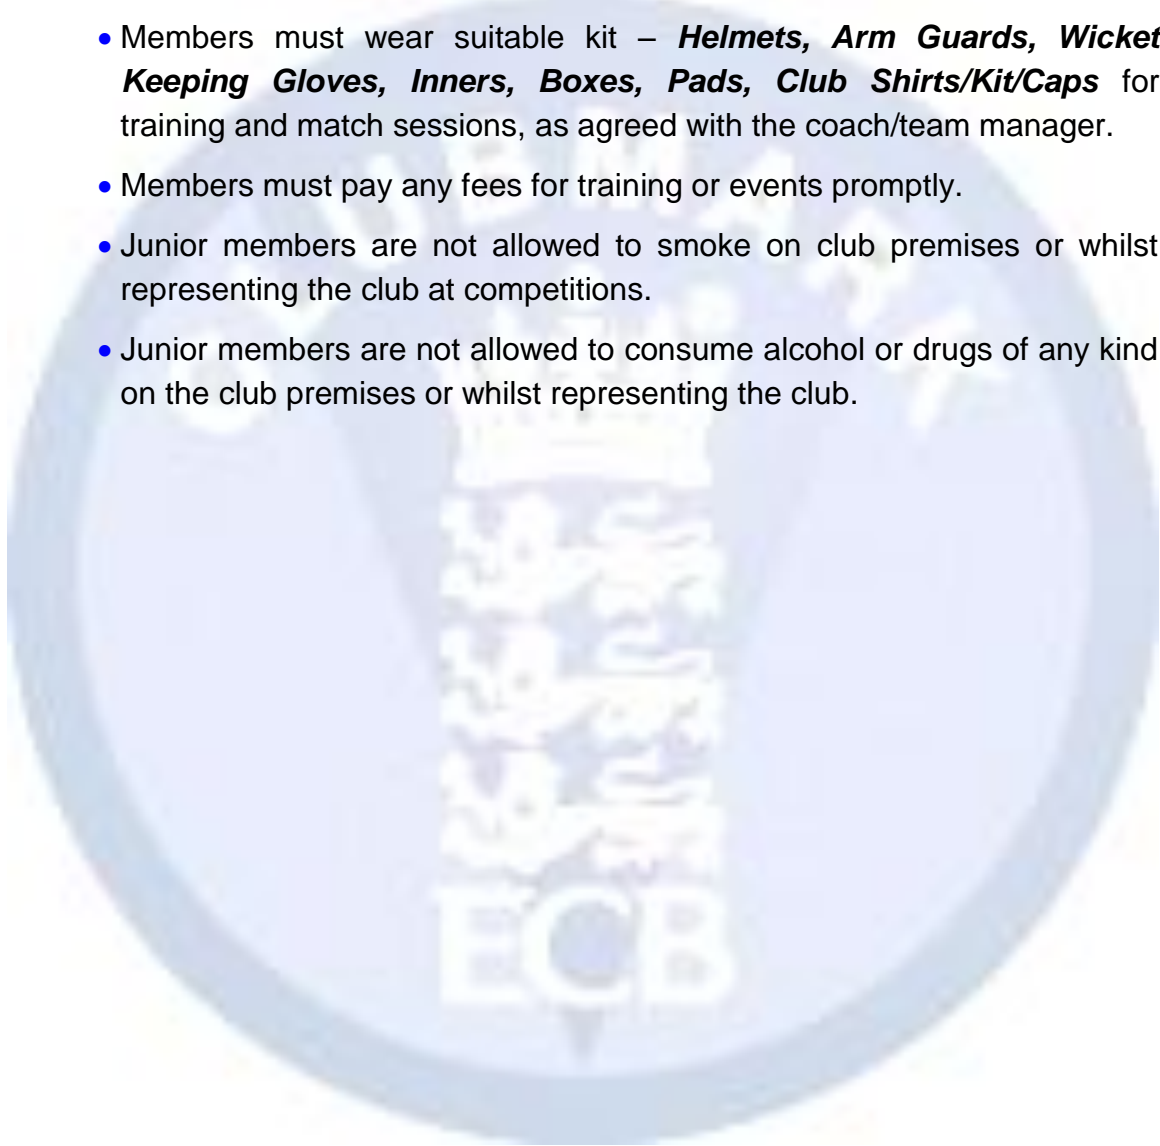 • Members must wear suitable kit – Helmets, Arm Guards, Wicket
Keeping Gloves, Inners, Boxes, Pads, Club Shirts/Kit/Caps for
training and match sessions, as agreed with the coach/team manager.
• Members must pay any fees for training or events promptly.
• Junior members are not allowed to smoke on club premises or whilst
representing the club at competitions.
• Junior members are not allowed to consume alcohol or drugs of any kind
on the club premises or whilst representing the club.
CLUBMARK
ECB